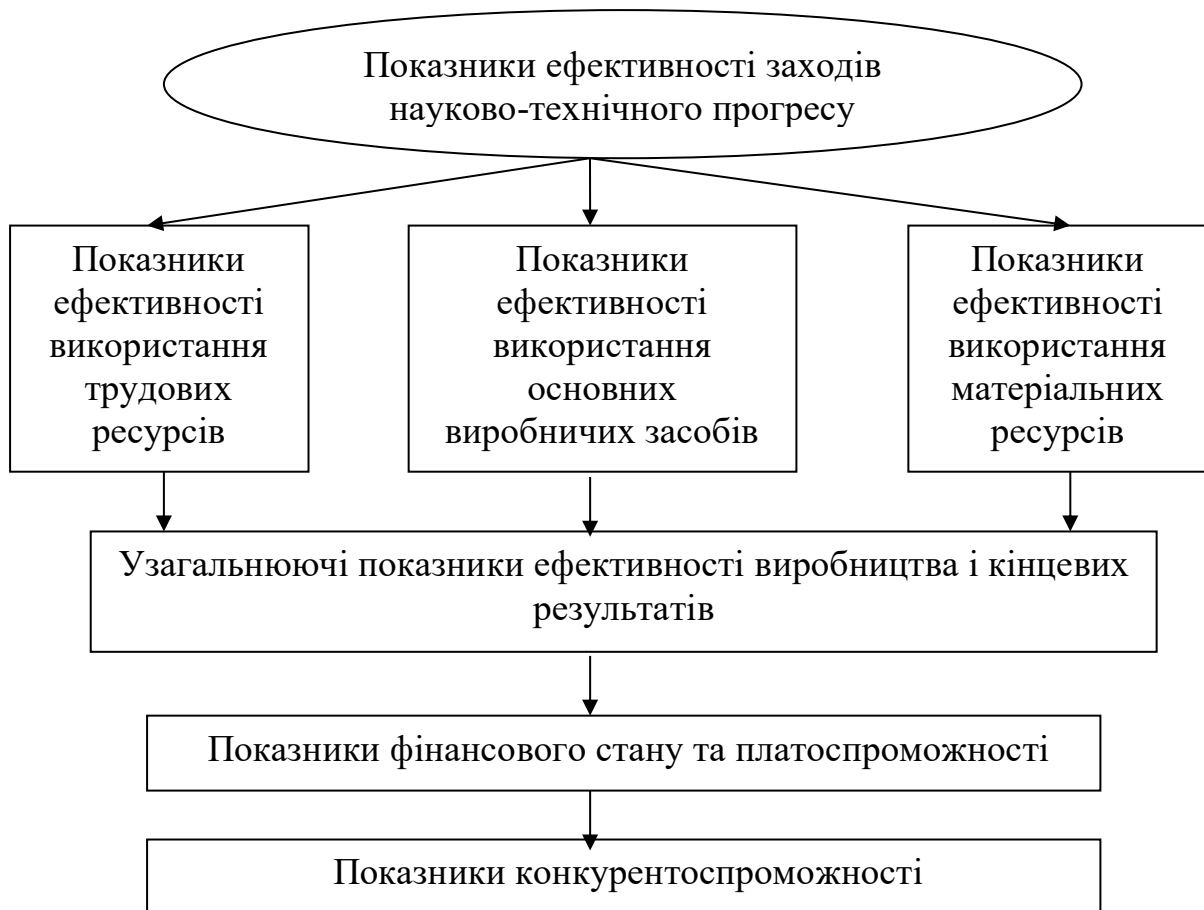 Показники ефективності заходів
науково-технічного прогресу
Показники
ефективності
використання
трудових
ресурсів
Показники
ефективності
використання
основних
виробничих засобів
Показники
ефективності
використання
матеріальних
ресурсів
Узагальнюючі показники ефективності виробництва і кінцевих
результатів
Показники фінансового стану та платоспроможності
Показники конкурентоспроможності